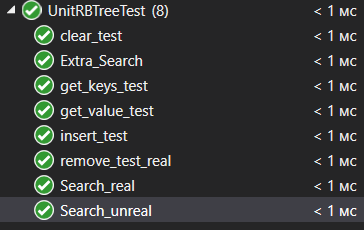 UnitRBTreeTest (8) < 1 мс
clear_test < 1 мс
Extra_Search < 1 мс
get_keys_test < 1 мс
get_value_test < 1 мс
insert_test < 1 мс
remove_test_real < 1 мс
Search_real < 1 мс
Search_unreal < 1 мс